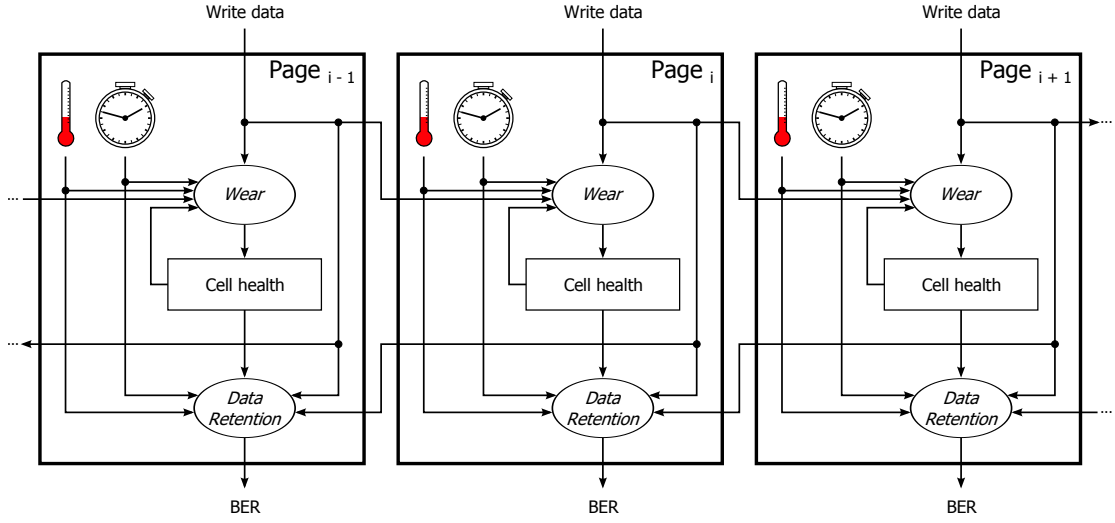 Write data
Write data
Write data
Page i - 1
Page i
Page i + 1
...
Wear
Wear
Wear
...
Cell health
Cell health
Cell health
...
Data
Retention
Data
Retention
Data
Retention
...
BER
BER
BER